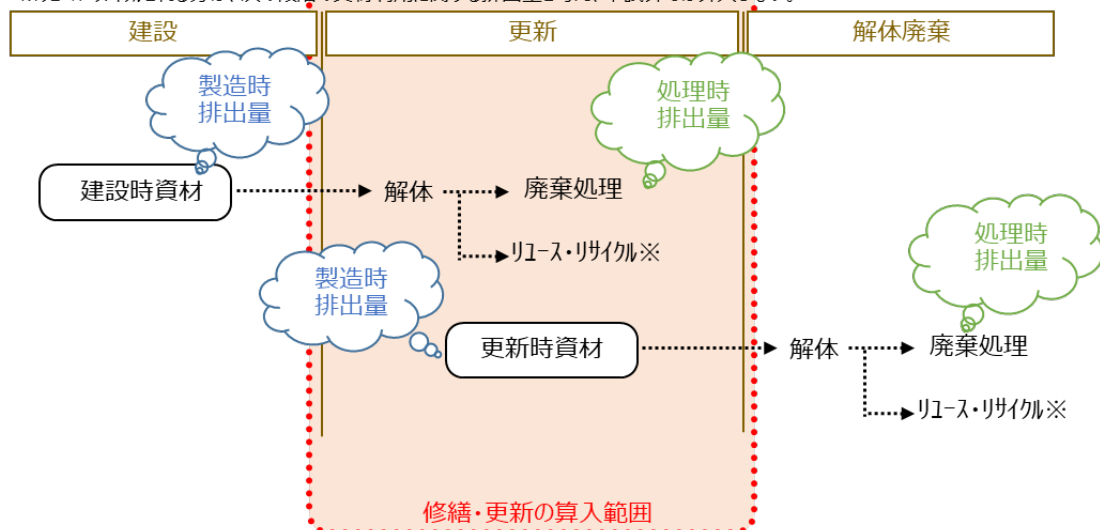 建設
更新
解体廃棄
製造時
排出量
処理時
排出量
建設時資材
解体
廃棄処理
リユース・リサイクル※
処理時
排出量
製造時
排出量
更新時資材
解体
廃棄処理
リユース・リサイクル※
修繕・更新の算入範囲